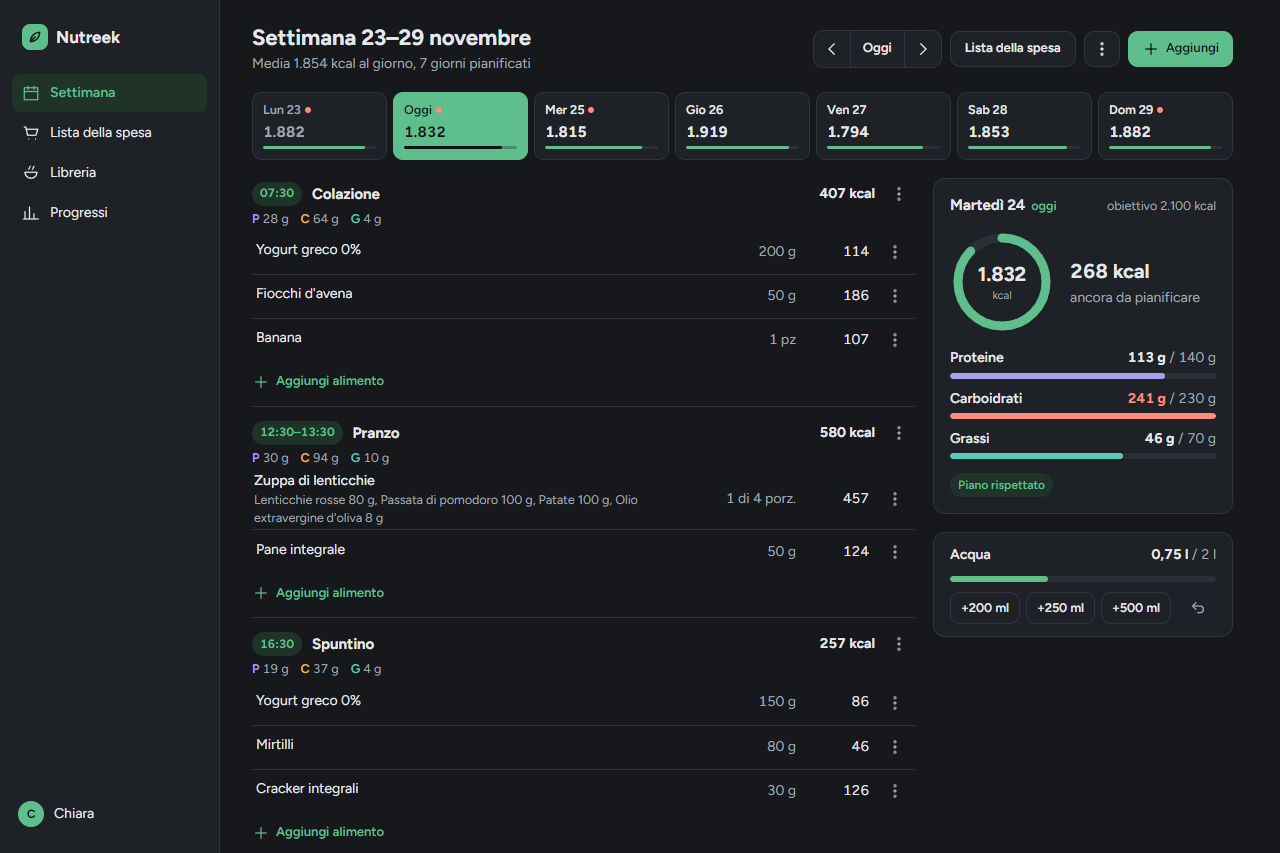 Nutreek
Settimana
Lista della spesa
Libreria
Progressi
C Chiara
Settimana 23–29 novembre
Media 1.854 kcal al giorno, 7 giorni pianificati
Oggi
Lista della spesa
Aggiungi
Lun 23
1.882
Oggi
1.832
Mer 25
1.815
Gio 26
1.919
Ven 27
1.794
Sab 28
1.853
Dom 29
1.882
07:30 Colazione 407 kcal
P 28 g C 64 g G 4 g
Yogurt greco 0% 200 g 114
Fiocchi d'avena 50 g 186
Banana 1 pz 107
Aggiungi alimento
12:30–13:30 Pranzo 580 kcal
P 30 g C 94 g G 10 g
Zuppa di lenticchie
Lenticchie rosse 80 g, Passata di pomodoro 100 g, Patate 100 g, Olio
extravergine d'oliva 8 g
1 di 4 porz. 457
Pane integrale 50 g 124
Aggiungi alimento
16:30 Spuntino 257 kcal
P 19 g C 37 g G 4 g
Yogurt greco 0% 150 g 86
Mirtilli 80 g 46
Cracker integrali 30 g 126
Aggiungi alimento
Martedì 24 oggi obiettivo 2.100 kcal
1.832
kcal
268 kcal
ancora da pianificare
Proteine 113 g / 140 g
Carboidrati 241 g / 230 g
Grassi 46 g / 70 g
Piano rispettato
Acqua 0,75 l / 2 l
+200 ml +250 ml +500 ml